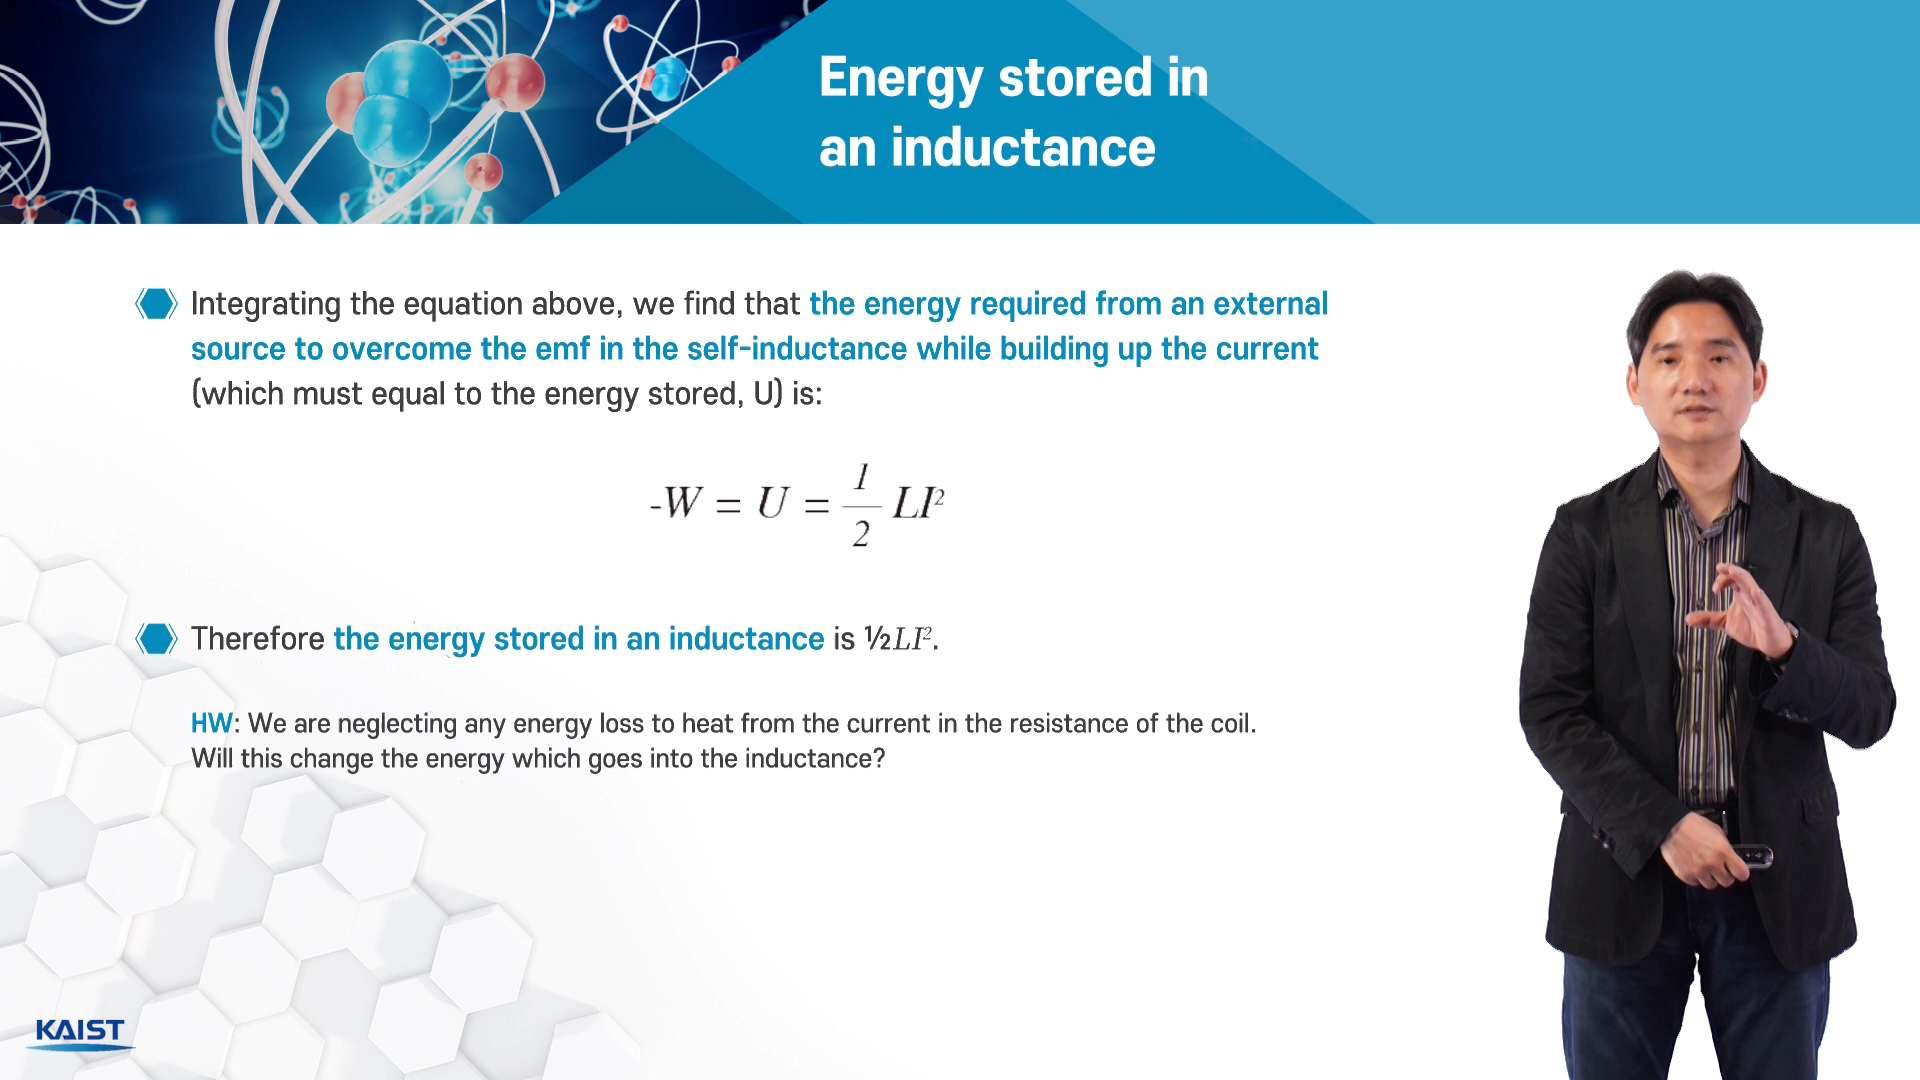 Energy stored in
an inductance
Integrating the equation above, we find that the energy required from an external
source to overcome the emf in the self-inductance while building up the current
(which must equal to the energy stored, U) is:
-W = U = 1/2 LI²
Therefore the energy stored in an inductance is ½LI².
HW: We are neglecting any energy loss to heat from the current in the resistance of the coil.
Will this change the energy which goes into the inductance?
KAIST